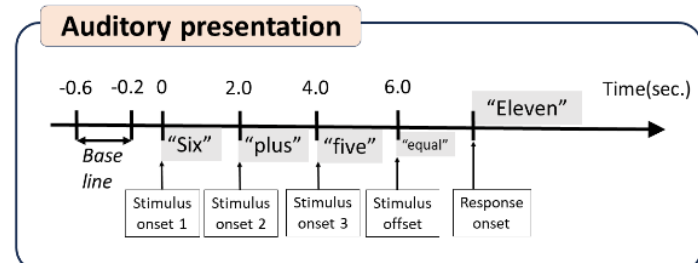 Auditory presentation
-0.6 -0.2 0 2.0 4.0 6.0 Time(sec.)
“Eleven”
“Six” “plus” “five” “equal”
Base
line
Stimulus
onset 1
Stimulus
onset 2
Stimulus
onset 3
Stimulus
offset
Response
onset